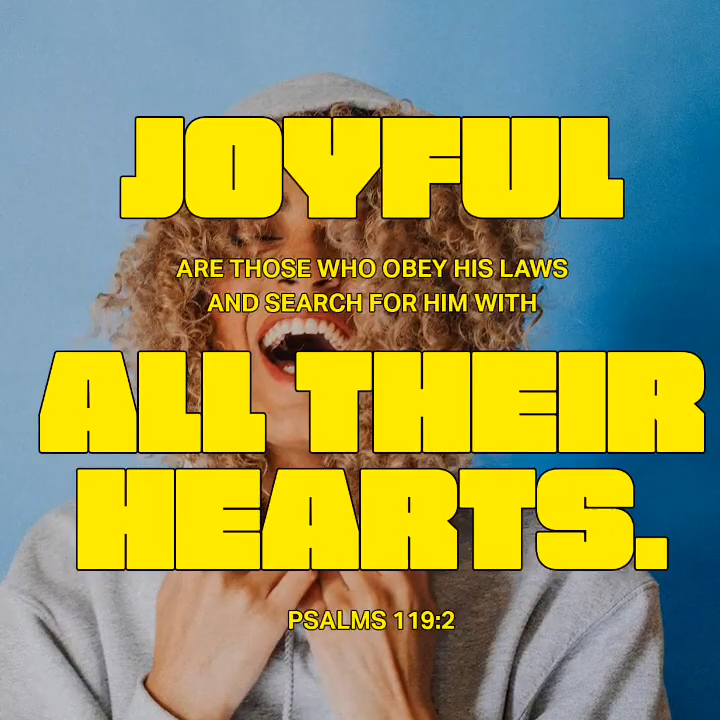 JOYFUL
ARE THOSE WHO OBEY HIS LAWS
AND SEARCH FOR HIM WITH
ALL THEIR
HEARTS.
PSALMS 119:2